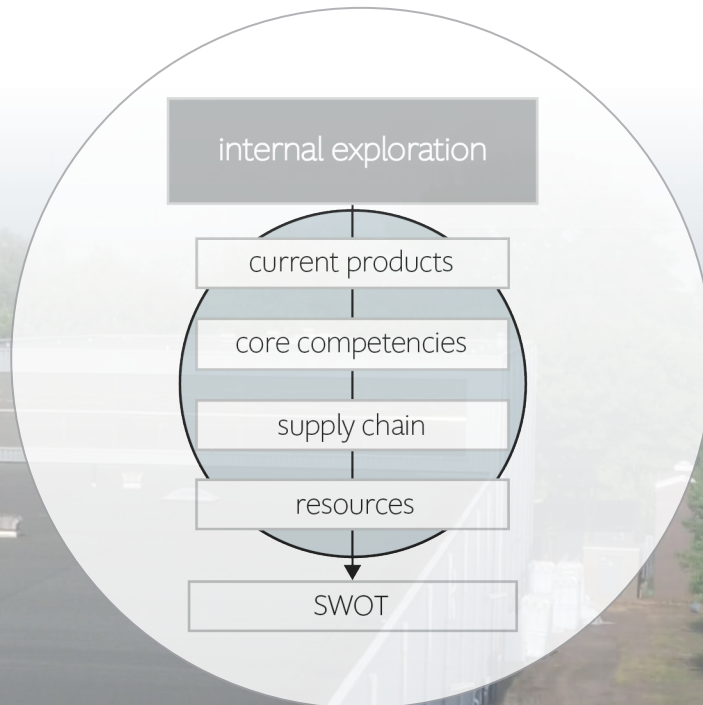 internal exploration
current products
core competencies
supply chain
resources
SWOT